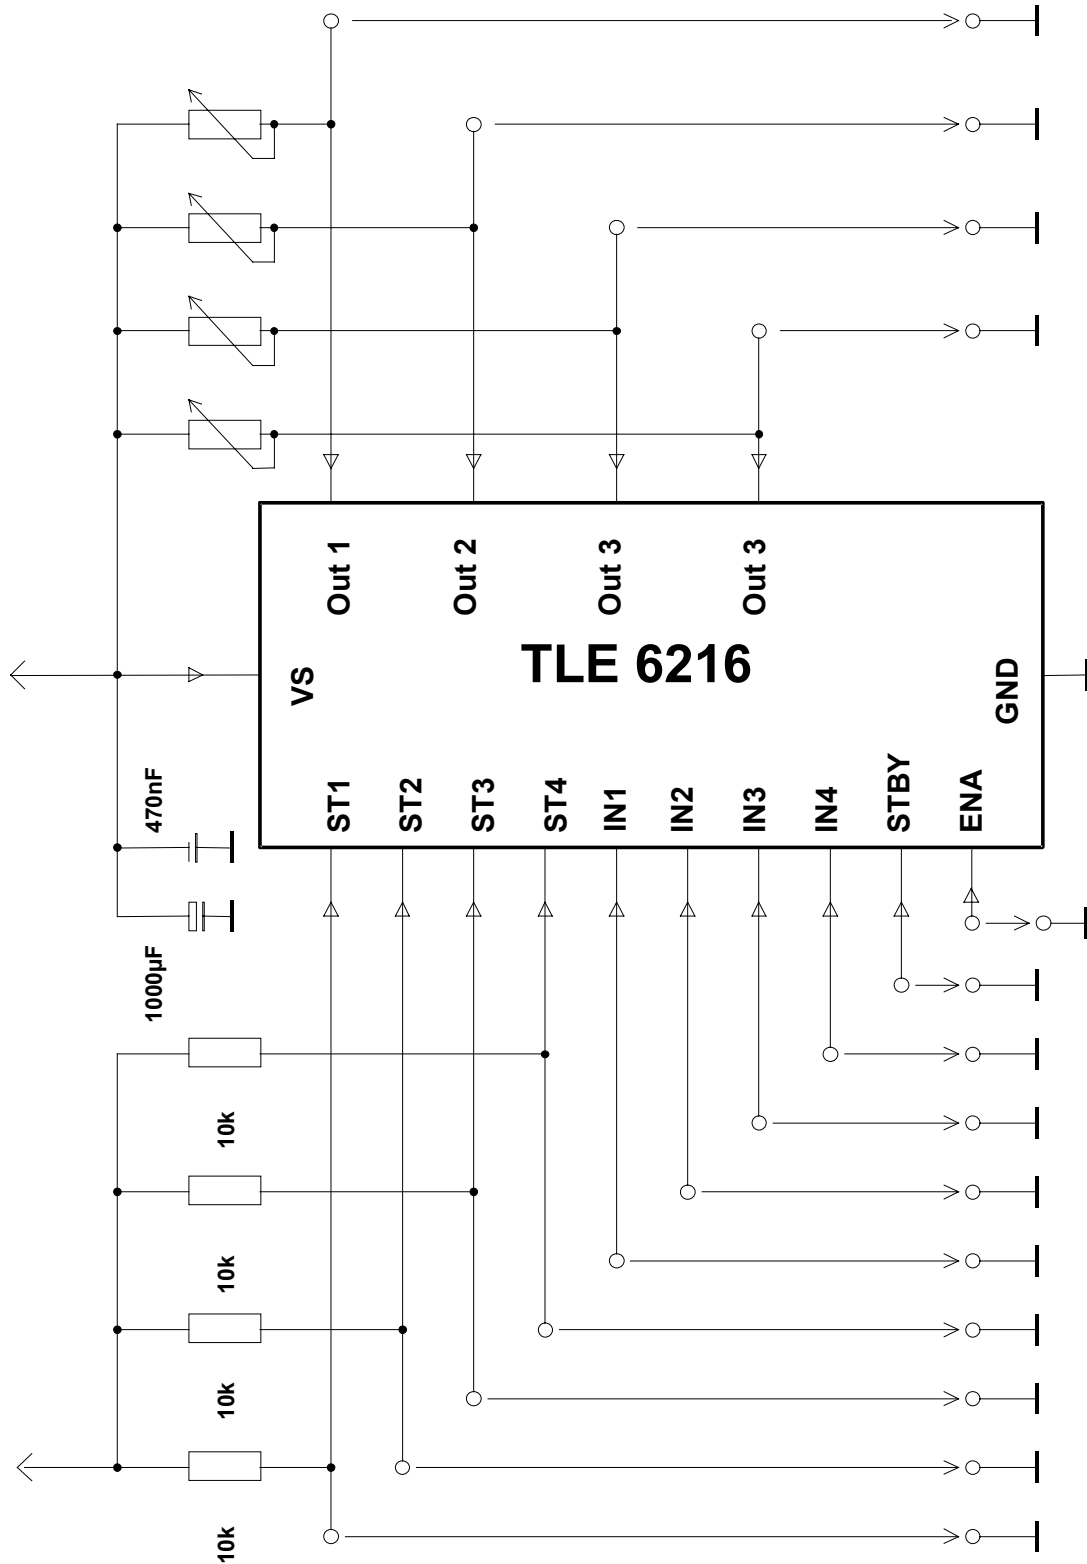 Out 1
Out 2
Out 3
Out 3
TLE 6216
VS
GND
ST1
ST2
ST3
ST4
IN1
IN2
IN3
IN4
STBY
ENA
470nF
1000µF
10k
10k
10k
10k